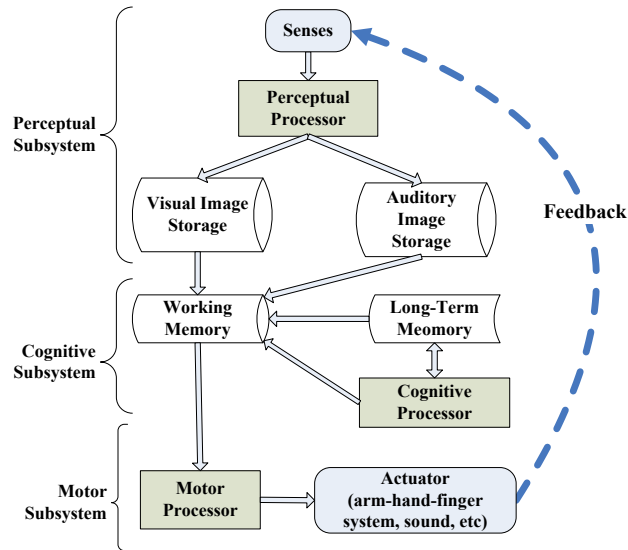 Senses
Perceptual
Processor
Perceptual
Subsystem
Visual Image
Storage
Auditory
Image
Storage
Feedback
Working
Memory
Long-Term
Meomory
Cognitive
Subsystem
Cognitive
Processor
Motor
Subsystem
Motor
Processor
Actuator
(arm-hand-finger
system, sound, etc)